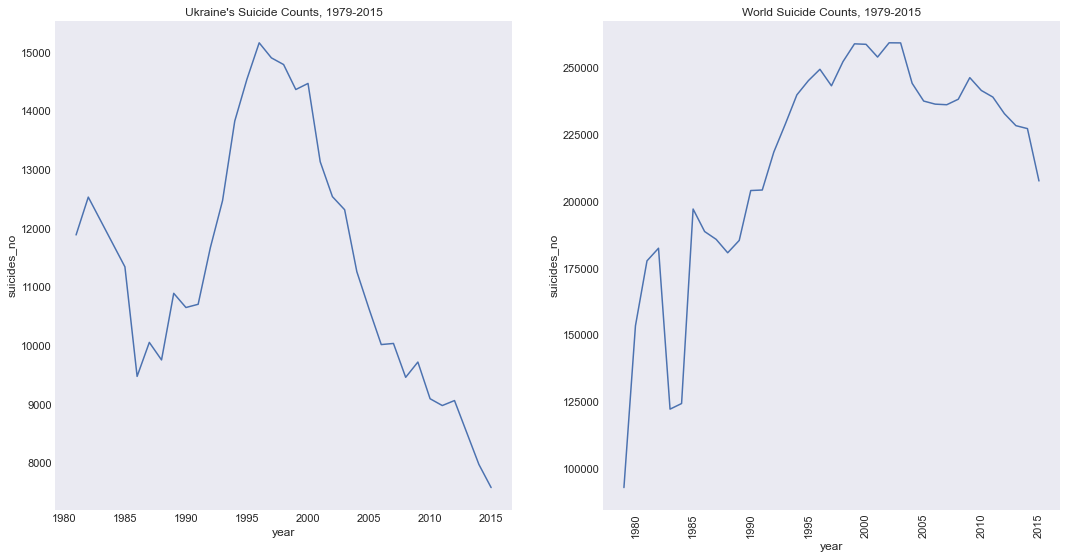 Ukraine's Suicide Counts, 1979-2015
suicides_no
15000
14000
13000
12000
11000
10000
9000
8000
1980 1985 1990 1995 2000 2005 2010 2015
year
World Suicide Counts, 1979-2015
suicides_no
250000
225000
200000
175000
150000
125000
100000
1980 1985 1990 1995 2000 2005 2010 2015
year